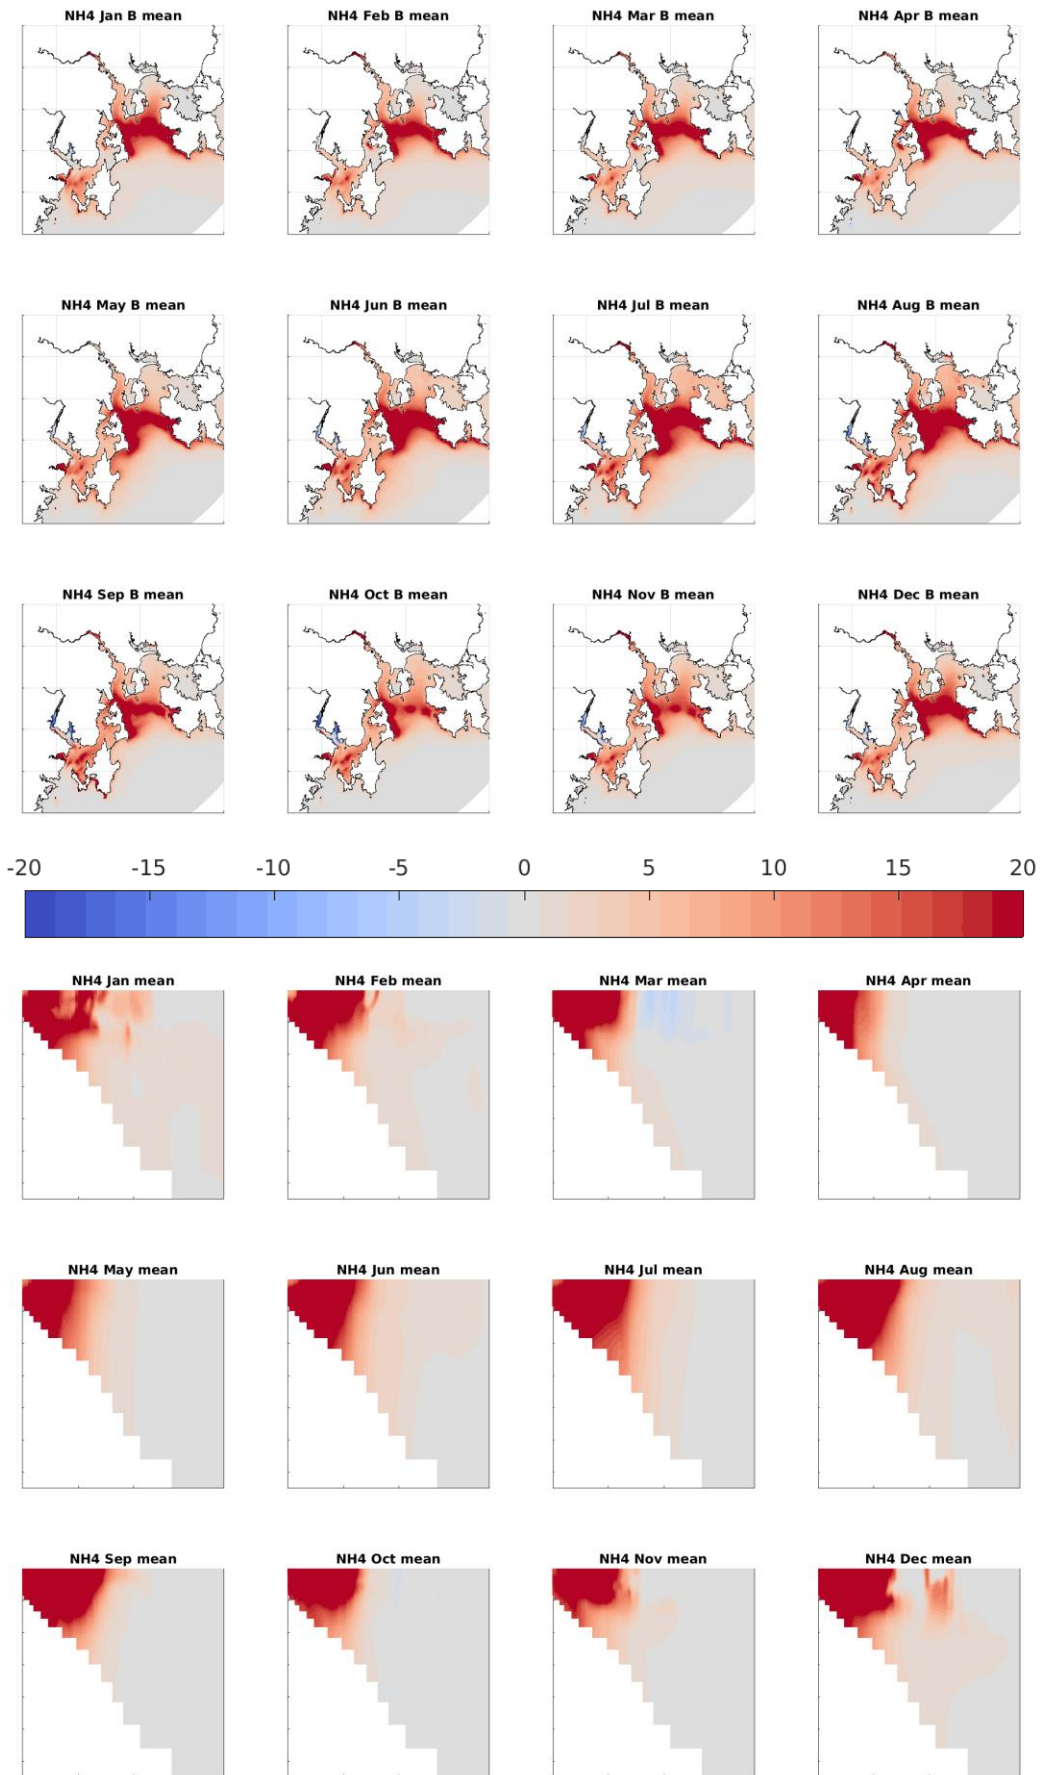 NH4 Jan B mean NH4 Feb B mean NH4 Mar B mean NH4 Apr B mean
NH4 May B mean NH4 Jun B mean NH4 Jul B mean NH4 Aug B mean
NH4 Sep B mean NH4 Oct B mean NH4 Nov B mean NH4 Dec B mean
-20 -15 -10 -5 0 5 10 15 20
NH4 Jan mean NH4 Feb mean NH4 Mar mean NH4 Apr mean
NH4 May mean NH4 Jun mean NH4 Jul mean NH4 Aug mean
NH4 Sep mean NH4 Oct mean NH4 Nov mean NH4 Dec mean